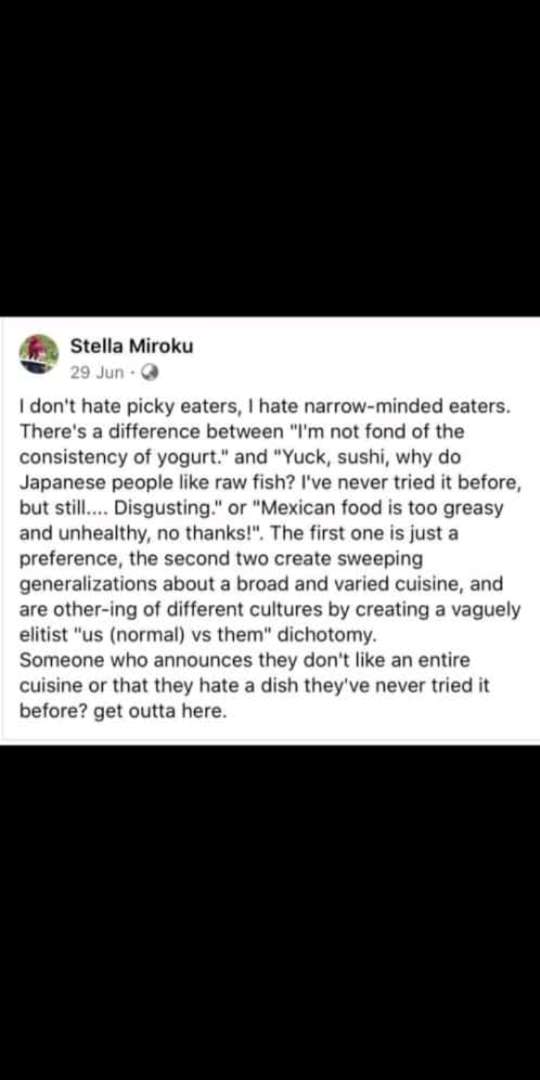 Stella Miroku
29 Jun ·
I don't hate picky eaters, I hate narrow-minded eaters.
There's a difference between "I'm not fond of the
consistency of yogurt." and "Yuck, sushi, why do
Japanese people like raw fish? I've never tried it before,
but still.... Disgusting." or "Mexican food is too greasy
and unhealthy, no thanks!". The first one is just a
preference, the second two create sweeping
generalizations about a broad and varied cuisine, and
are other-ing of different cultures by creating a vaguely
elitist "us (normal) vs them" dichotomy.
Someone who announces they don't like an entire
cuisine or that they hate a dish they've never tried it
before? get outta here.